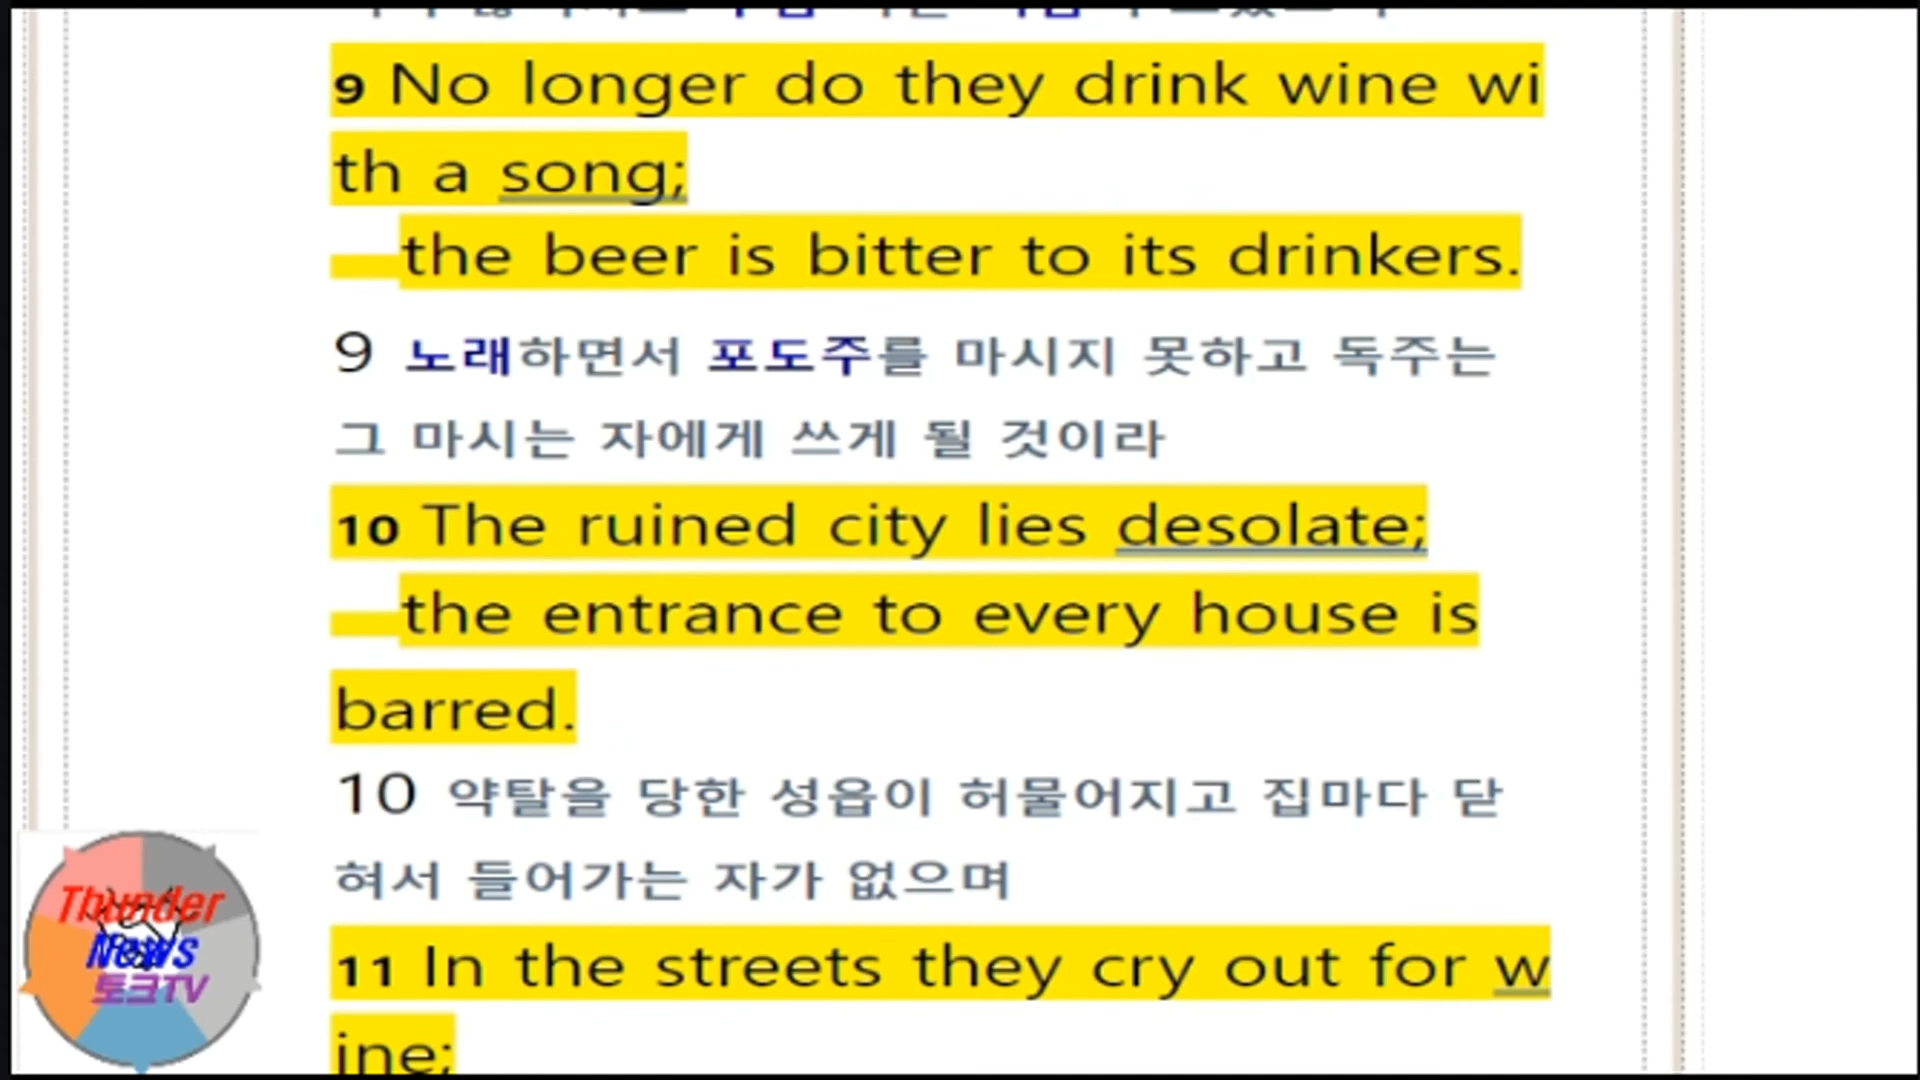 9 No longer do they drink wine wi
th a song;
the beer is bitter to its drinkers.
9 노래하면서 포도주를 마시지 못하고 독주는
그 마시는 자에게 쓰게 될 것이라
10 The ruined city lies desolate;
the entrance to every house is
barred.
10 약탈을 당한 성읍이 허물어지고 집마다 닫
혀서 들어가는 자가 없으며
11 In the streets they cry out for w
ine;
Thunder
News
토크TV